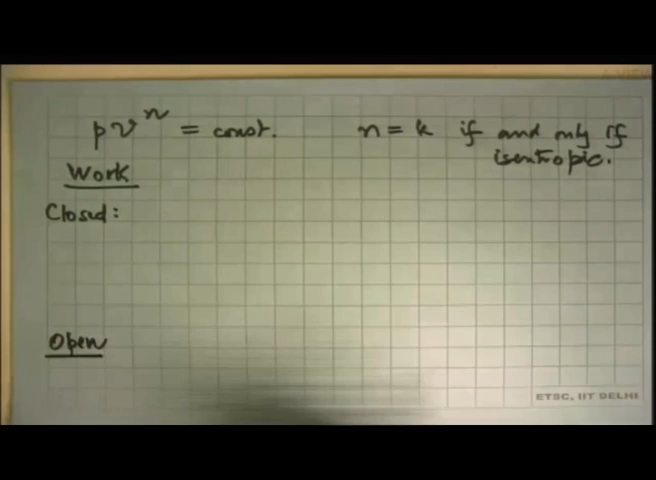 pv^n = const. n = k if and only if
isentropic.
Work
Closed:
Open
ETSC, IIT DELHI